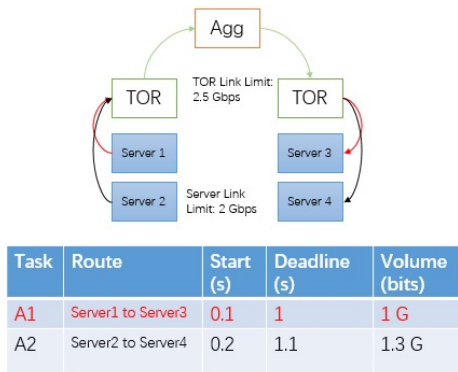 Agg
TOR
TOR Link Limit:
2.5 Gbps
TOR
Server 1
Server 3
Server 2
Server Link
Limit: 2 Gbps
Server 4
Task Route Start (s) Deadline (s) Volume (bits)
A1 Server1 to Server3 0.1 1 1 G
A2 Server2 to Server4 0.2 1.1 1.3 G